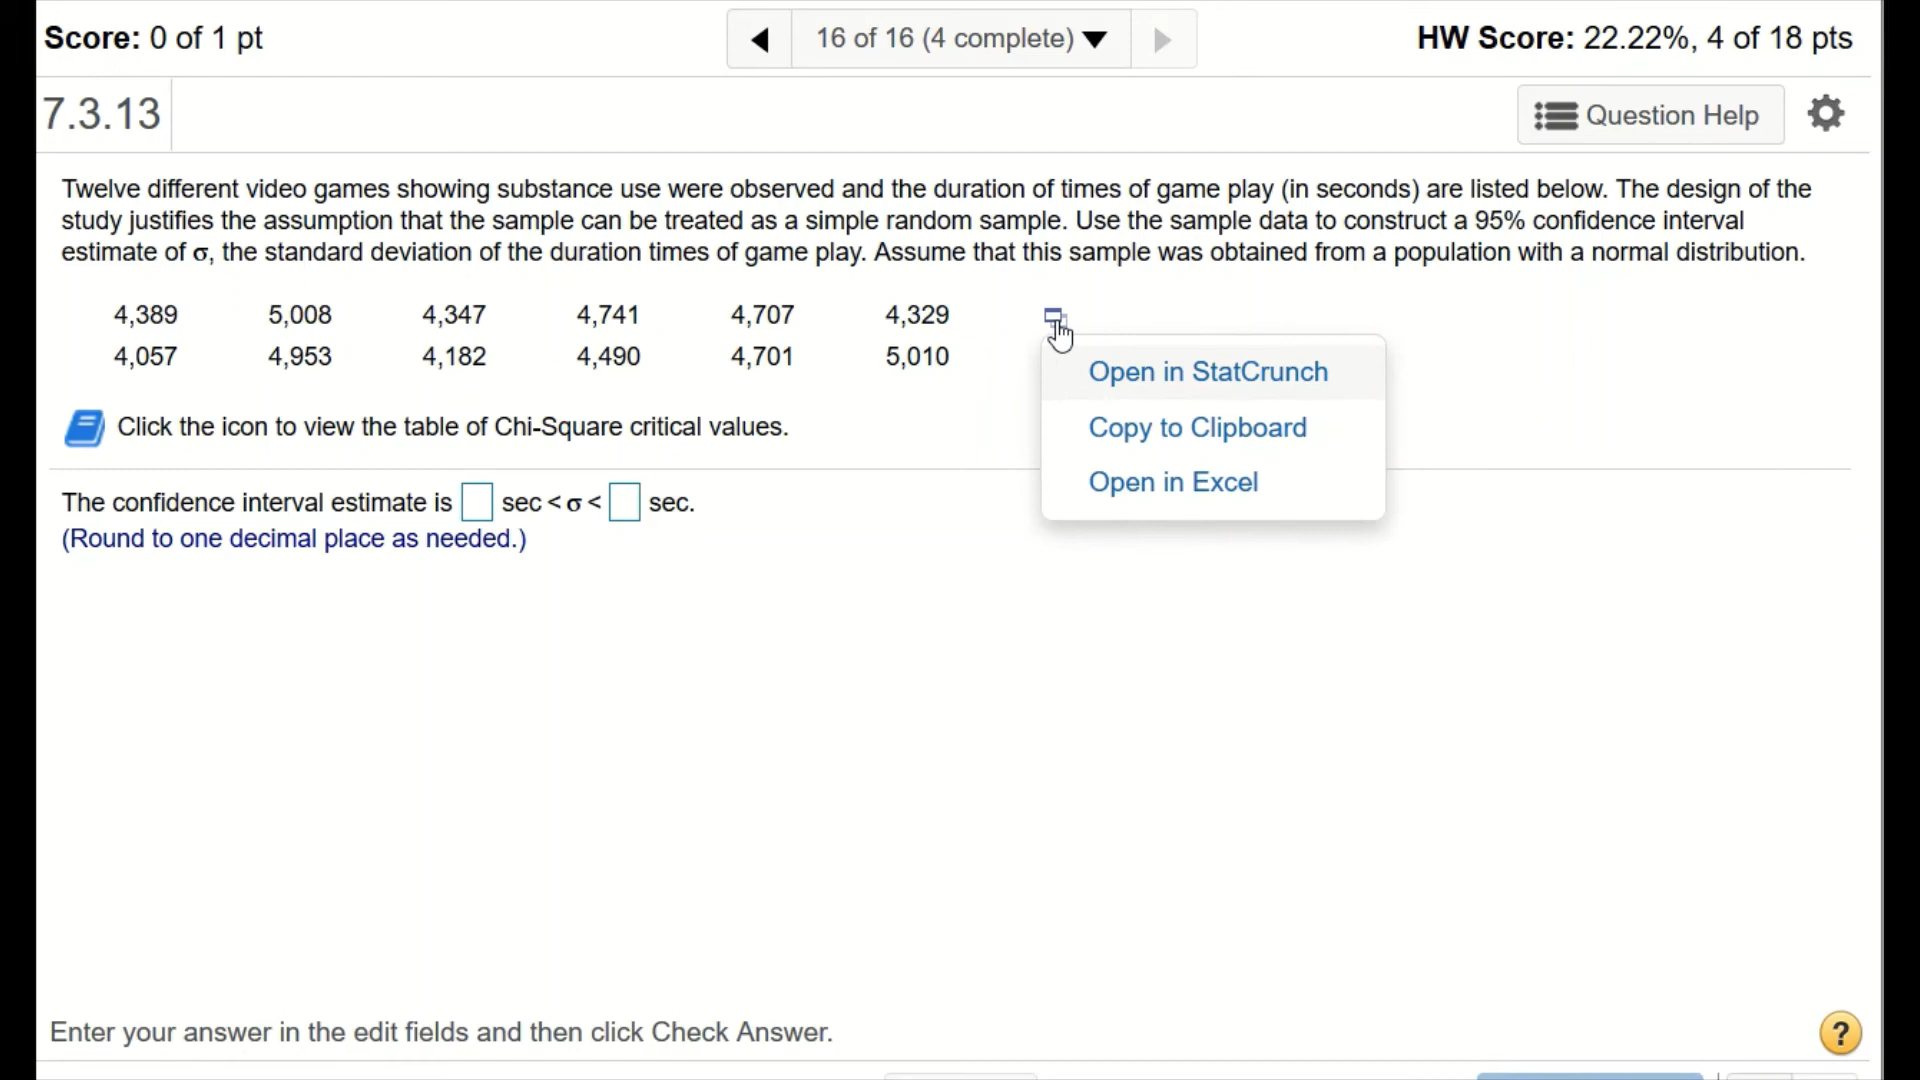 Score: 0 of 1 pt
16 of 16 (4 complete)
HW Score: 22.22%, 4 of 18 pts
7.3.13
Question Help
Twelve different video games showing substance use were observed and the duration of times of game play (in seconds) are listed below. The design of the
study justifies the assumption that the sample can be treated as a simple random sample. Use the sample data to construct a 95% confidence interval
estimate of σ, the standard deviation of the duration times of game play. Assume that this sample was obtained from a population with a normal distribution.
4,389 5,008 4,347 4,741 4,707 4,329
4,057 4,953 4,182 4,490 4,701 5,010
Open in StatCrunch
Copy to Clipboard
Open in Excel
Click the icon to view the table of Chi-Square critical values.
The confidence interval estimate is sec < σ < sec.
(Round to one decimal place as needed.)
Enter your answer in the edit fields and then click Check Answer.
?